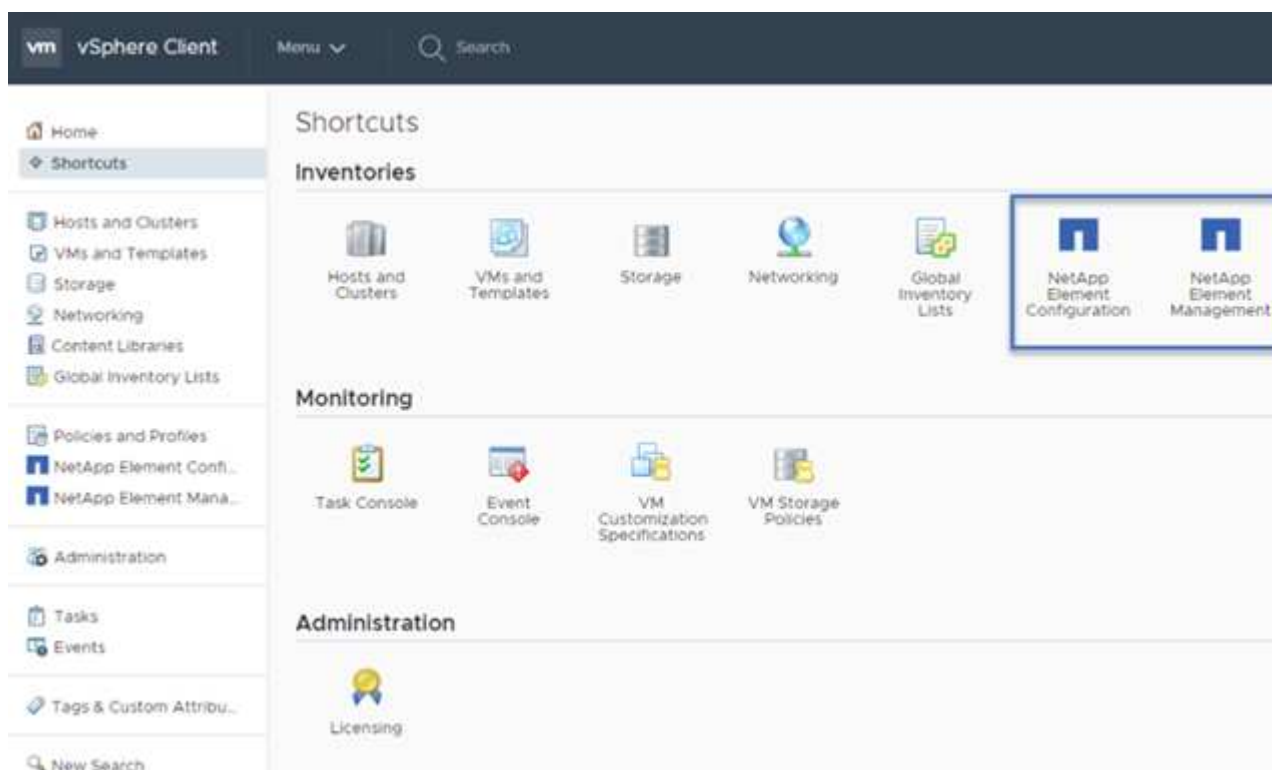 vm vSphere Client Menu Search
Home
Shortcuts
Hosts and Clusters
VMs and Templates
Storage
Networking
Content Libraries
Global Inventory Lists
Policies and Profiles
NetApp Element Confi...
NetApp Element Mana...
Administration
Tasks
Events
Tags & Custom Attribu...
New Search
Shortcuts
Inventories
Hosts and
Clusters
VMs and
Templates
Storage
Networking
Global
Inventory
Lists
NetApp
Element
Configuration
NetApp
Element
Management
Monitoring
Task Console
Event
Console
VM
Customization
Specifications
VM Storage
Policies
Administration
Licensing